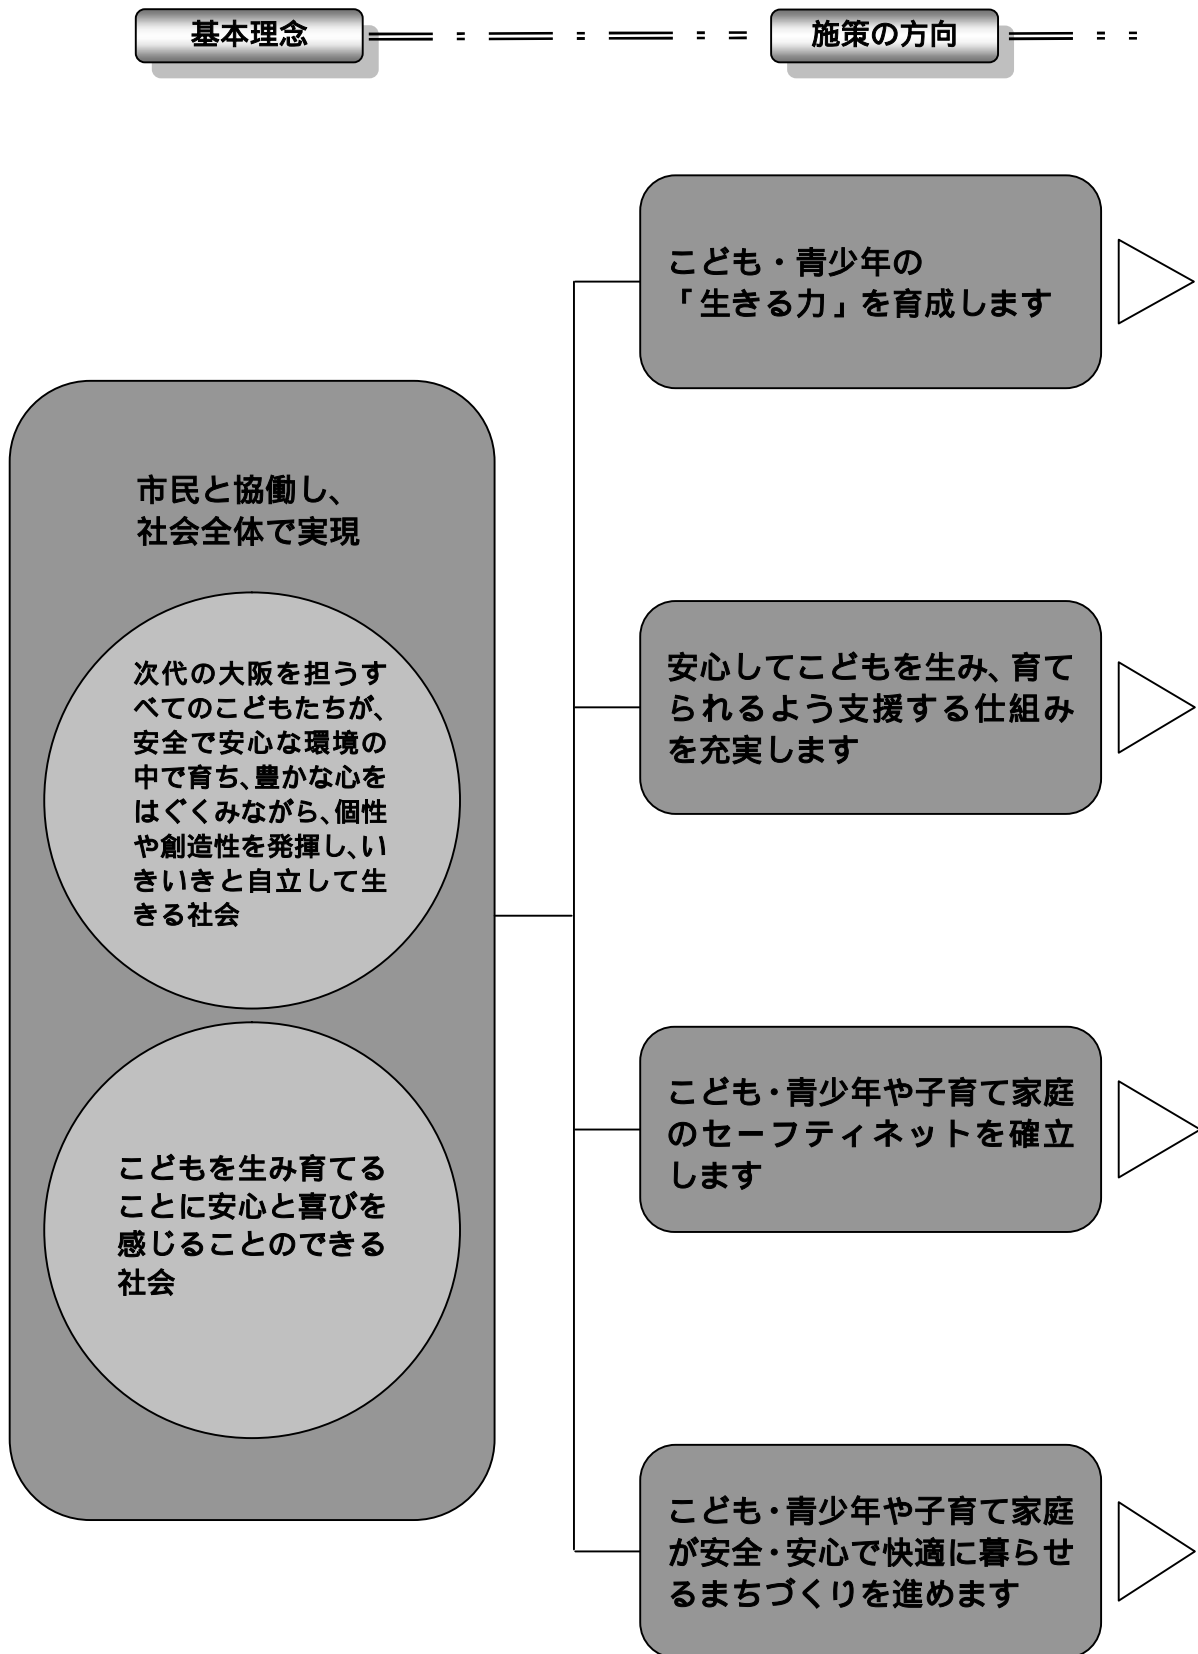 基本理念
施策の方向
市民と協働し、
社会全体で実現
次代の大阪を担うす
べてのこどもたちが、
安全で安心な環境の
中で育ち、豊かな心を
はぐくみながら、個性
や創造性を発揮し、い
きいきと自立して生
きる社会
こどもを生み育てる
ことに安心と喜びを
感じることのできる
社会
こども・青少年の
「生きる力」を育成します
安心してこどもを生み、育て
られるよう支援する仕組み
を充実します
こども・青少年や子育て家庭
のセーフティネットを確立
します
こども・青少年や子育て家庭
が安全・安心で快適に暮らせ
るまちづくりを進めます